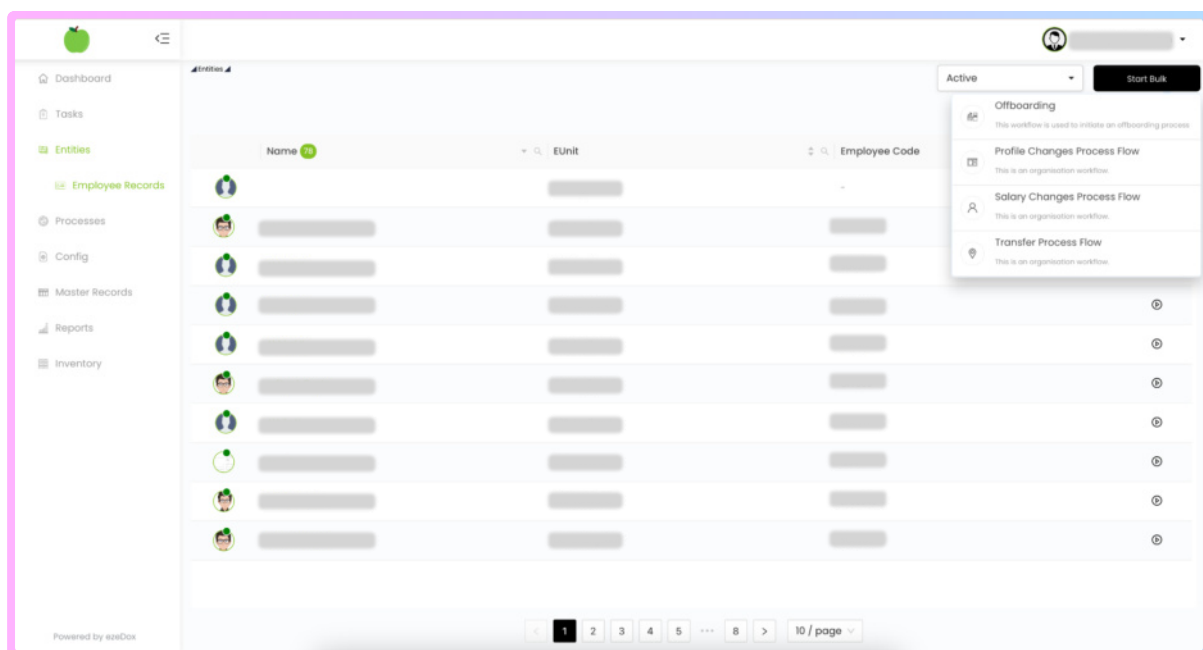 Dashboard
Tasks
Entities
Employee Records
Processes
Config
Master Records
Reports
Inventory
Powered by ezeDox
Entities
Active
Start Bulk
Name 78
EUnit
Employee Code
-
Offboarding
This workflow is used to initiate an offboarding process
Profile Changes Process Flow
This is an organisation workflow.
Salary Changes Process Flow
This is an organisation workflow.
Transfer Process Flow
This is an organisation workflow.
< 1 2 3 4 5 ••• 8 > 10 / page